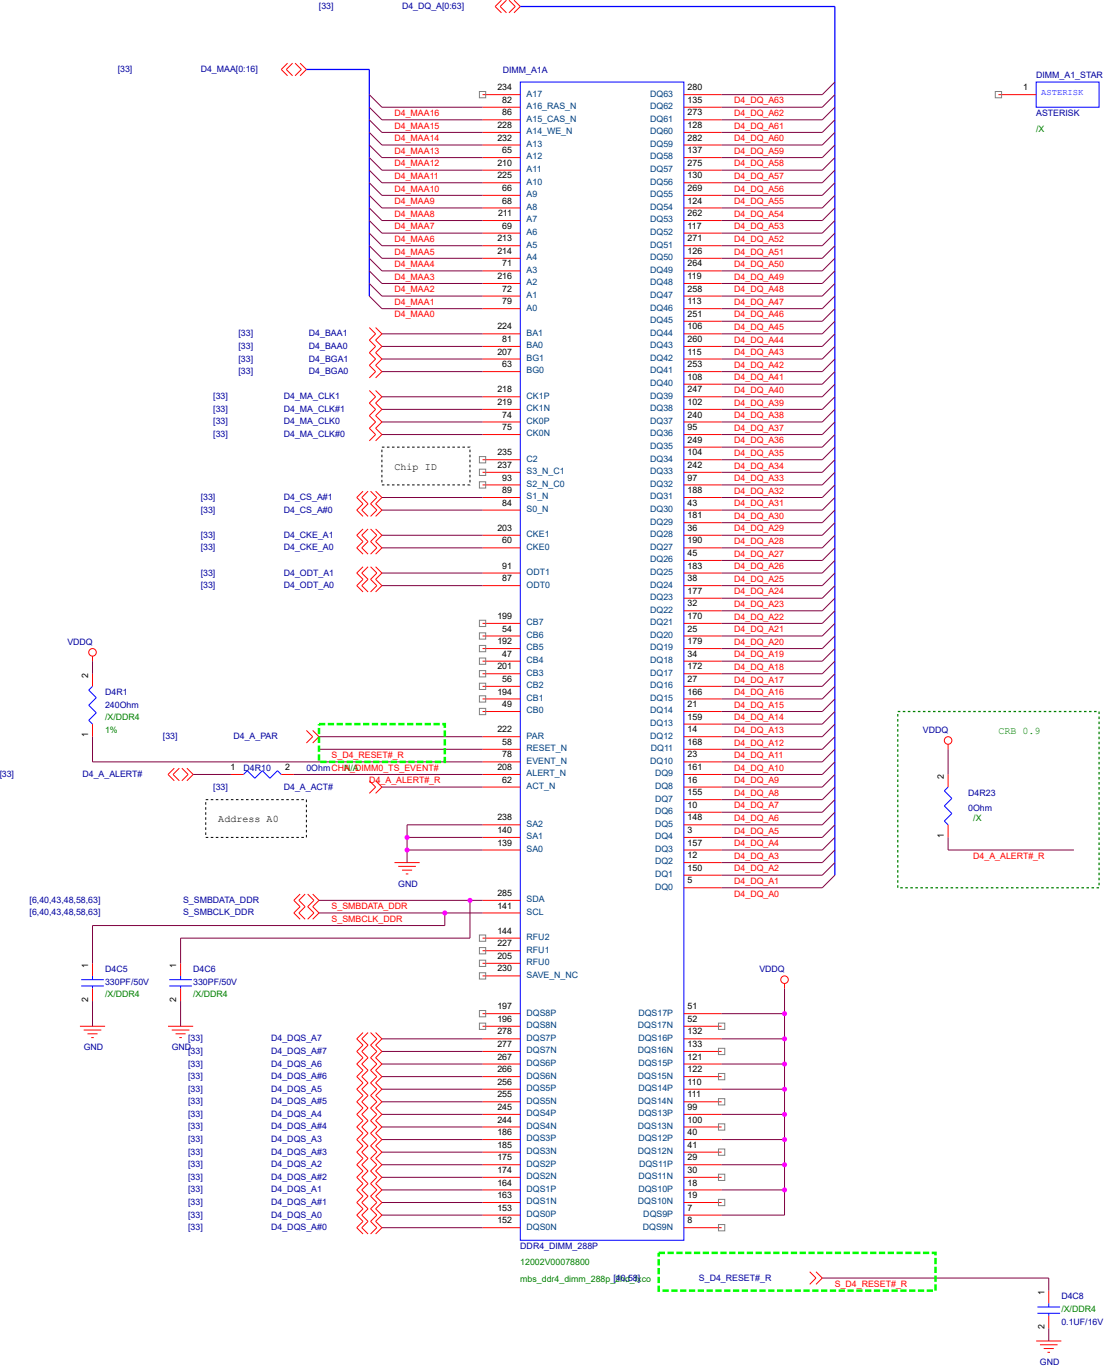 [33] D4_DQ_A[0:63]
[33] D4_MAA[0:16]
DIMM_A1A
DIMM_A1_STAR
1 ASTERISK
ASTERISK
/X
234 A17
82 A16_RAS_N
D4_MAA16
86 A15_CAS_N
D4_MAA15
228 A14_WE_N
D4_MAA14
232 A13
D4_MAA13
65 A12
D4_MAA12
210 A11
D4_MAA11
225 A10
D4_MAA10
66 A9
D4_MAA9
68 A8
D4_MAA8
211 A7
D4_MAA7
69 A6
D4_MAA6
213 A5
D4_MAA5
214 A4
D4_MAA4
71 A3
D4_MAA3
216 A2
D4_MAA2
72 A1
D4_MAA1
79 A0
D4_MAA0
[33] D4_BAA1 224 BA1
[33] D4_BAA0 81 BA0
[33] D4_BGA1 207 BG1
[33] D4_BGA0 63 BG0
[33] D4_MA_CLK1 218 CK1P
[33] D4_MA_CLK#1 219 CK1N
[33] D4_MA_CLK0 74 CK0P
[33] D4_MA_CLK#0 75 CK0N
Chip ID
235 C2
237 S3_N_C1
93 S2_N_C0
[33] D4_CS_A#1 89 S1_N
[33] D4_CS_A#0 84 S0_N
[33] D4_CKE_A1 203 CKE1
[33] D4_CKE_A0 60 CKE0
[33] D4_ODT_A1 91 ODT1
[33] D4_ODT_A0 87 ODT0
199 CB7
54 CB6
192 CB5
47 CB4
201 CB3
56 CB2
194 CB1
49 CB0
VDDQ
2
D4R1
240Ohm
/X/DDR4
1%
1
[33] D4_A_PAR 222 PAR
58 RESET_N
S_D4_RESET#_R
78 EVENT_N
CHA_DIMM0_TS_EVENT#
[33] D4_A_ALERT# 1 D4R10 2 0Ohm N/A 208 ALERT_N
D4_A_ALERT#_R
[33] D4_A_ACT# 62 ACT_N
Address A0
238 SA2
140 SA1
139 SA0
GND
[6,40,43,48,58,63] S_SMBDATA_DDR 285 SDA
S_SMBDATA_DDR
[6,40,43,48,58,63] S_SMBCLK_DDR 141 SCL
S_SMBCLK_DDR
144 RFU2
227 RFU1
205 RFU0
230 SAVE_N_NC
1 D4C5
330PF/50V
2 /X/DDR4
GND
1 D4C6
330PF/50V
2 /X/DDR4
GND
197 DQS8P
196 DQS8N
[33] D4_DQS_A7 278 DQS7P
[33] D4_DQS_A#7 277 DQS7N
[33] D4_DQS_A6 267 DQS6P
[33] D4_DQS_A#6 266 DQS6N
[33] D4_DQS_A5 256 DQS5P
[33] D4_DQS_A#5 255 DQS5N
[33] D4_DQS_A4 245 DQS4P
[33] D4_DQS_A#4 244 DQS4N
[33] D4_DQS_A3 186 DQS3P
[33] D4_DQS_A#3 185 DQS3N
[33] D4_DQS_A2 175 DQS2P
[33] D4_DQS_A#2 174 DQS2N
[33] D4_DQS_A1 164 DQS1P
[33] D4_DQS_A#1 163 DQS1N
[33] D4_DQS_A0 153 DQS0P
[33] D4_DQS_A#0 152 DQS0N
DQ63 280 D4_DQ_A63
DQ62 135 D4_DQ_A62
DQ61 273 D4_DQ_A61
DQ60 128 D4_DQ_A60
DQ59 282 D4_DQ_A59
DQ58 137 D4_DQ_A58
DQ57 275 D4_DQ_A57
DQ56 130 D4_DQ_A56
DQ55 269 D4_DQ_A55
DQ54 124 D4_DQ_A54
DQ53 262 D4_DQ_A53
DQ52 117 D4_DQ_A52
DQ51 271 D4_DQ_A51
DQ50 126 D4_DQ_A50
DQ49 264 D4_DQ_A49
DQ48 119 D4_DQ_A48
DQ47 258 D4_DQ_A47
DQ46 113 D4_DQ_A46
DQ45 251 D4_DQ_A45
DQ44 106 D4_DQ_A44
DQ43 260 D4_DQ_A43
DQ42 115 D4_DQ_A42
DQ41 253 D4_DQ_A41
DQ40 108 D4_DQ_A40
DQ39 247 D4_DQ_A39
DQ38 102 D4_DQ_A38
DQ37 240 D4_DQ_A37
DQ36 95 D4_DQ_A36
DQ35 249 D4_DQ_A35
DQ34 104 D4_DQ_A34
DQ33 242 D4_DQ_A33
DQ32 97 D4_DQ_A32
DQ31 188 D4_DQ_A31
DQ30 43 D4_DQ_A30
DQ29 181 D4_DQ_A29
DQ28 36 D4_DQ_A28
DQ27 190 D4_DQ_A27
DQ26 45 D4_DQ_A26
DQ25 183 D4_DQ_A25
DQ24 38 D4_DQ_A24
DQ23 177 D4_DQ_A23
DQ22 32 D4_DQ_A22
DQ21 170 D4_DQ_A21
DQ20 25 D4_DQ_A20
DQ19 179 D4_DQ_A19
DQ18 34 D4_DQ_A18
DQ17 172 D4_DQ_A17
DQ16 27 D4_DQ_A16
DQ15 166 D4_DQ_A15
DQ14 21 D4_DQ_A14
DQ13 159 D4_DQ_A13
DQ12 14 D4_DQ_A12
DQ11 168 D4_DQ_A11
DQ10 23 D4_DQ_A10
DQ9 161 D4_DQ_A9
DQ8 16 D4_DQ_A8
DQ7 155 D4_DQ_A7
DQ6 10 D4_DQ_A6
DQ5 148 D4_DQ_A5
DQ4 3 D4_DQ_A4
DQ3 157 D4_DQ_A3
DQ2 12 D4_DQ_A2
DQ1 150 D4_DQ_A1
DQ0 5 D4_DQ_A0
VDDQ CRB 0.9
2
D4R23
0Ohm
/X
1
D4_A_ALERT#_R
VDDQ
DQS17P 51
DQS17N 52
DQS16P 132
DQS16N 133
DQS15P 121
DQS15N 122
DQS14P 110
DQS14N 111
DQS13P 99
DQS13N 100
DQS12P 40
DQS12N 41
DQS11P 29
DQS11N 30
DQS10P 18
DQS10N 19
DQS9P 7
DQS9N 8
DDR4_DIMM_288P
12002V00078800
mbs_ddr4_dimm_288p
S_D4_RESET#_R
S_D4_RESET#_R
1 D4C8
/X/DDR4
2 0.1UF/16V
GND